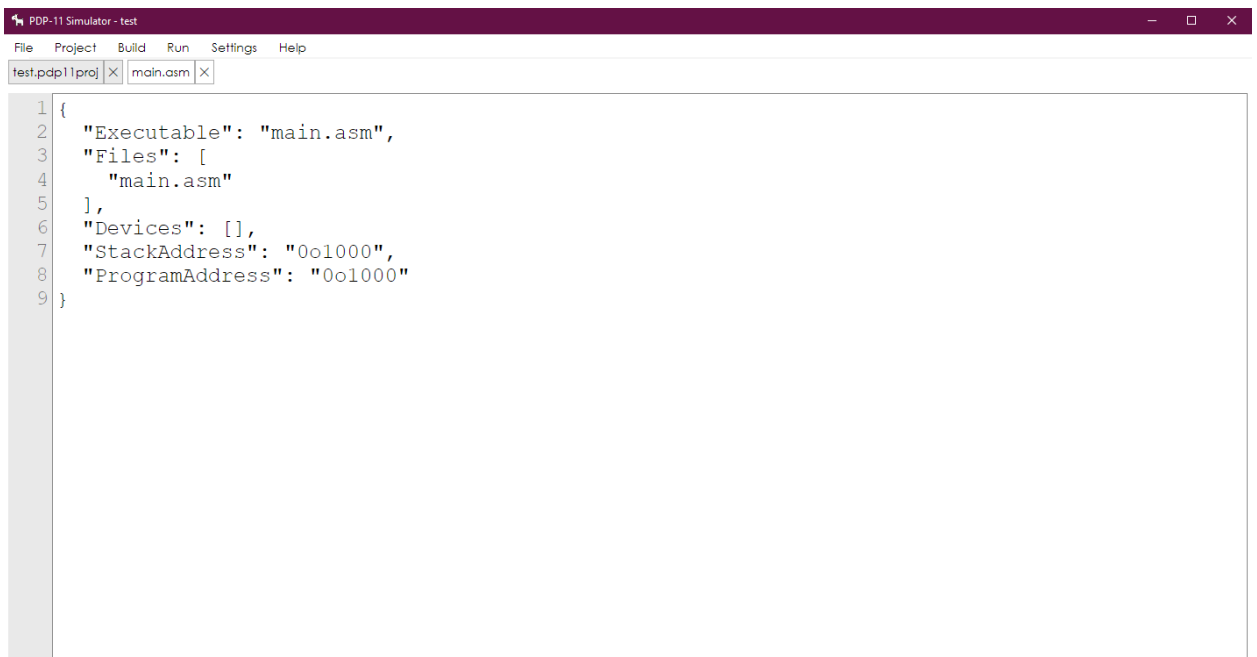 PDP-11 Simulator - test
File Project Build Run Settings Help
test.pdp11proj main.asm
1 {
2 "Executable": "main.asm",
3 "Files": [
4 "main.asm"
5 ],
6 "Devices": [],
7 "StackAddress": "0o1000",
8 "ProgramAddress": "0o1000"
9 }